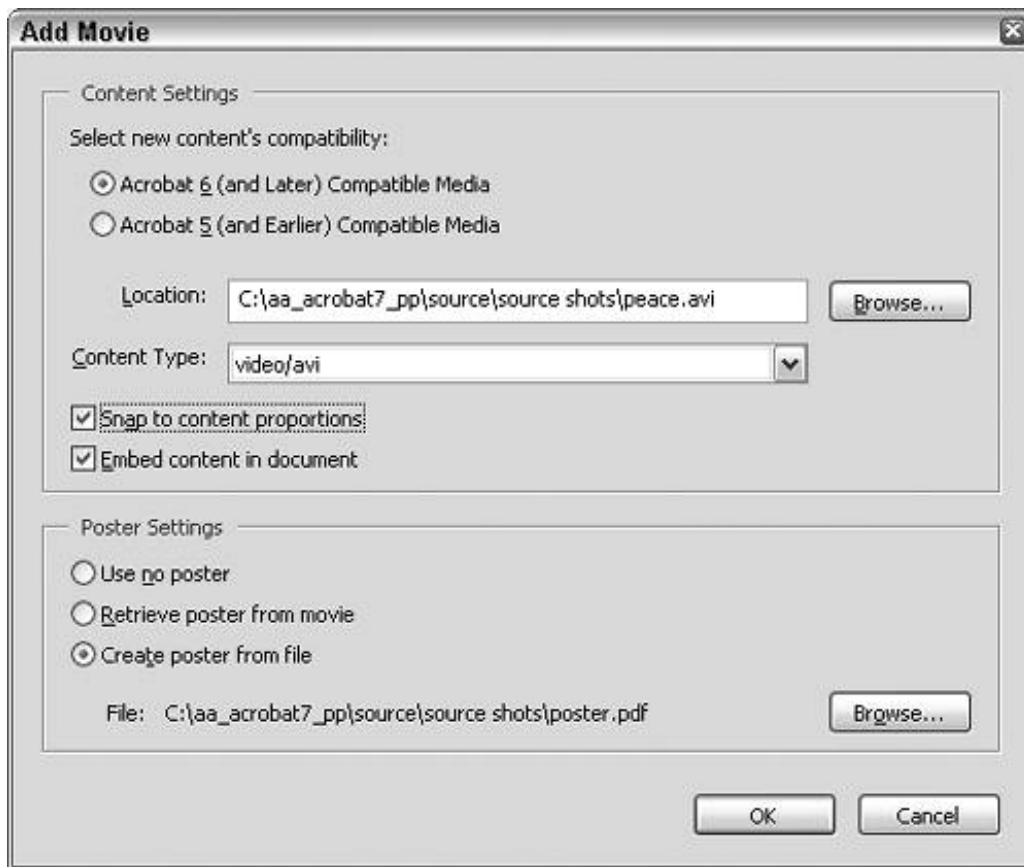 Add Movie
Content Settings
Select new content's compatibility:
Acrobat 6 (and Later) Compatible Media
Acrobat 5 (and Earlier) Compatible Media
Location: C:\aa_acrobat7_pp\source\source shots\peace.avi Browse...
Content Type: video/avi
Snap to content proportions
Embed content in document
Poster Settings
Use no poster
Retrieve poster from movie
Create poster from file
File: C:\aa_acrobat7_pp\source\source shots\poster.pdf Browse...
OK Cancel